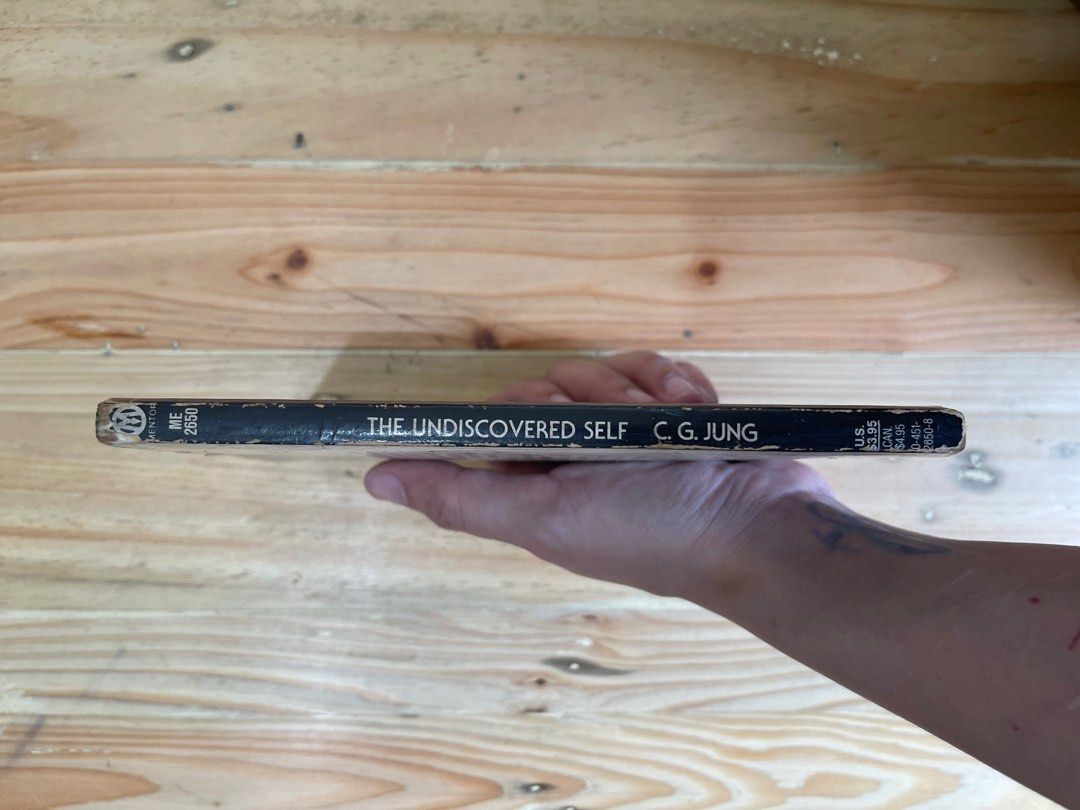 MENTOR
ME
2650
THE UNDISCOVERED SELF C. G. JUNG
U.S.
$3.95
CAN.
$4.95
0-451-
2650-8